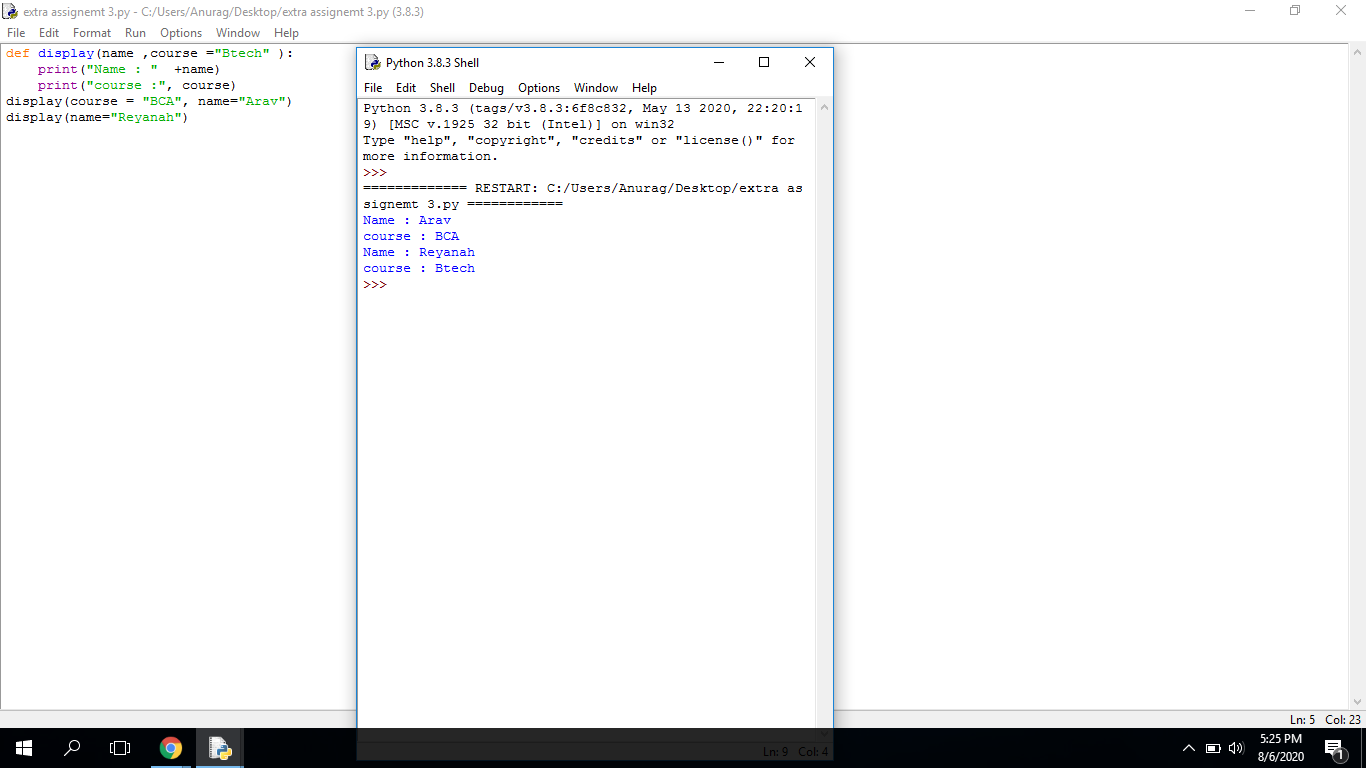 extra assignemt 3.py - C:/Users/Anurag/Desktop/extra assignemt 3.py (3.8.3)
File Edit Format Run Options Window Help
def display(name ,course ="Btech" ):
    print("Name : "  +name)
    print("course :", course)
display(course = "BCA", name="Arav")
display(name="Reyanah")
Python 3.8.3 Shell
File Edit Shell Debug Options Window Help
Python 3.8.3 (tags/v3.8.3:6f8c832, May 13 2020, 22:20:1
9) [MSC v.1925 32 bit (Intel)] on win32
Type "help", "copyright", "credits" or "license()" for
more information.
>>>
============= RESTART: C:/Users/Anurag/Desktop/extra as
signemt 3.py ============
Name : Arav
course : BCA
Name : Reyanah
course : Btech
>>>
Ln: 9 Col: 4
Ln: 5 Col: 23
5:25 PM
8/6/2020
1